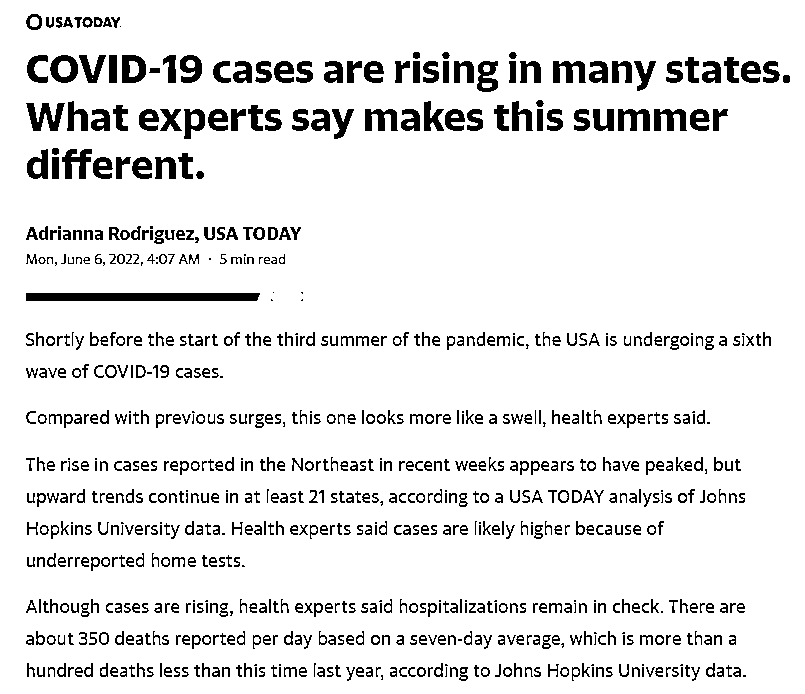 USA TODAY
COVID-19 cases are rising in many states.
What experts say makes this summer
different.
Adrianna Rodriguez, USA TODAY
Mon, June 6, 2022, 4:07 AM · 5 min read
Shortly before the start of the third summer of the pandemic, the USA is undergoing a sixth
wave of COVID-19 cases.
Compared with previous surges, this one looks more like a swell, health experts said.
The rise in cases reported in the Northeast in recent weeks appears to have peaked, but
upward trends continue in at least 21 states, according to a USA TODAY analysis of Johns
Hopkins University data. Health experts said cases are likely higher because of
underreported home tests.
Although cases are rising, health experts said hospitalizations remain in check. There are
about 350 deaths reported per day based on a seven-day average, which is more than a
hundred deaths less than this time last year, according to Johns Hopkins University data.